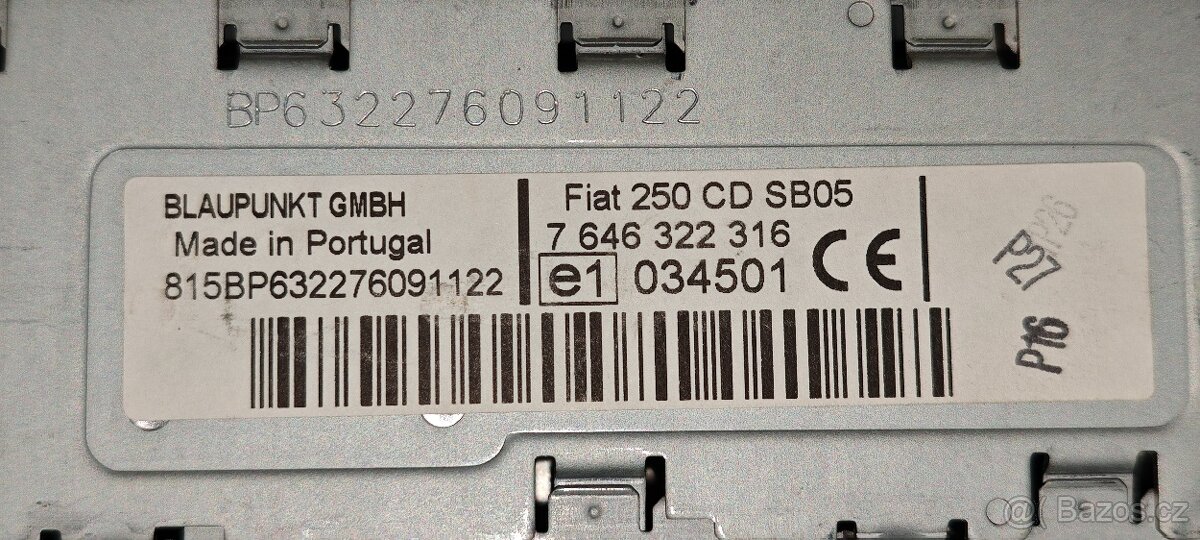 BP632276091122
BLAUPUNKT GMBH
Made in Portugal
815BP632276091122
Fiat 250 CD SB05
7 646 322 316
e1 034501 CE
P26
P27
P16
@ Bazos.cz